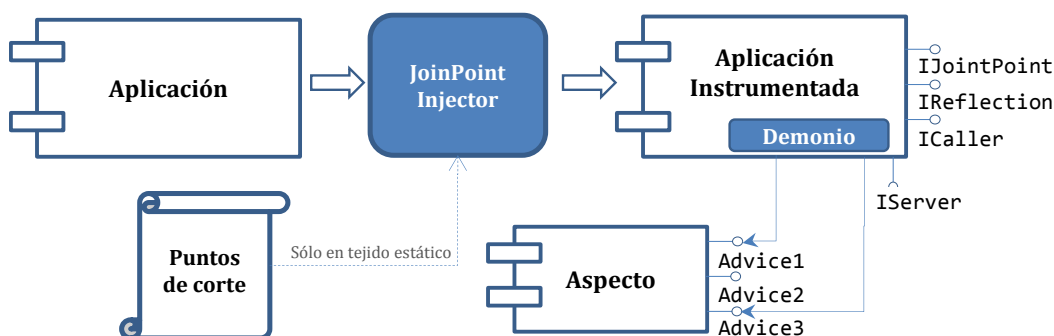 Aplicación
JoinPoint
Injector
Aplicación
Instrumentada
Demonio
IJointPoint
IReflection
ICaller
IServer
Puntos
de corte
Sólo en tejido estático
Aspecto
Advice1
Advice2
Advice3